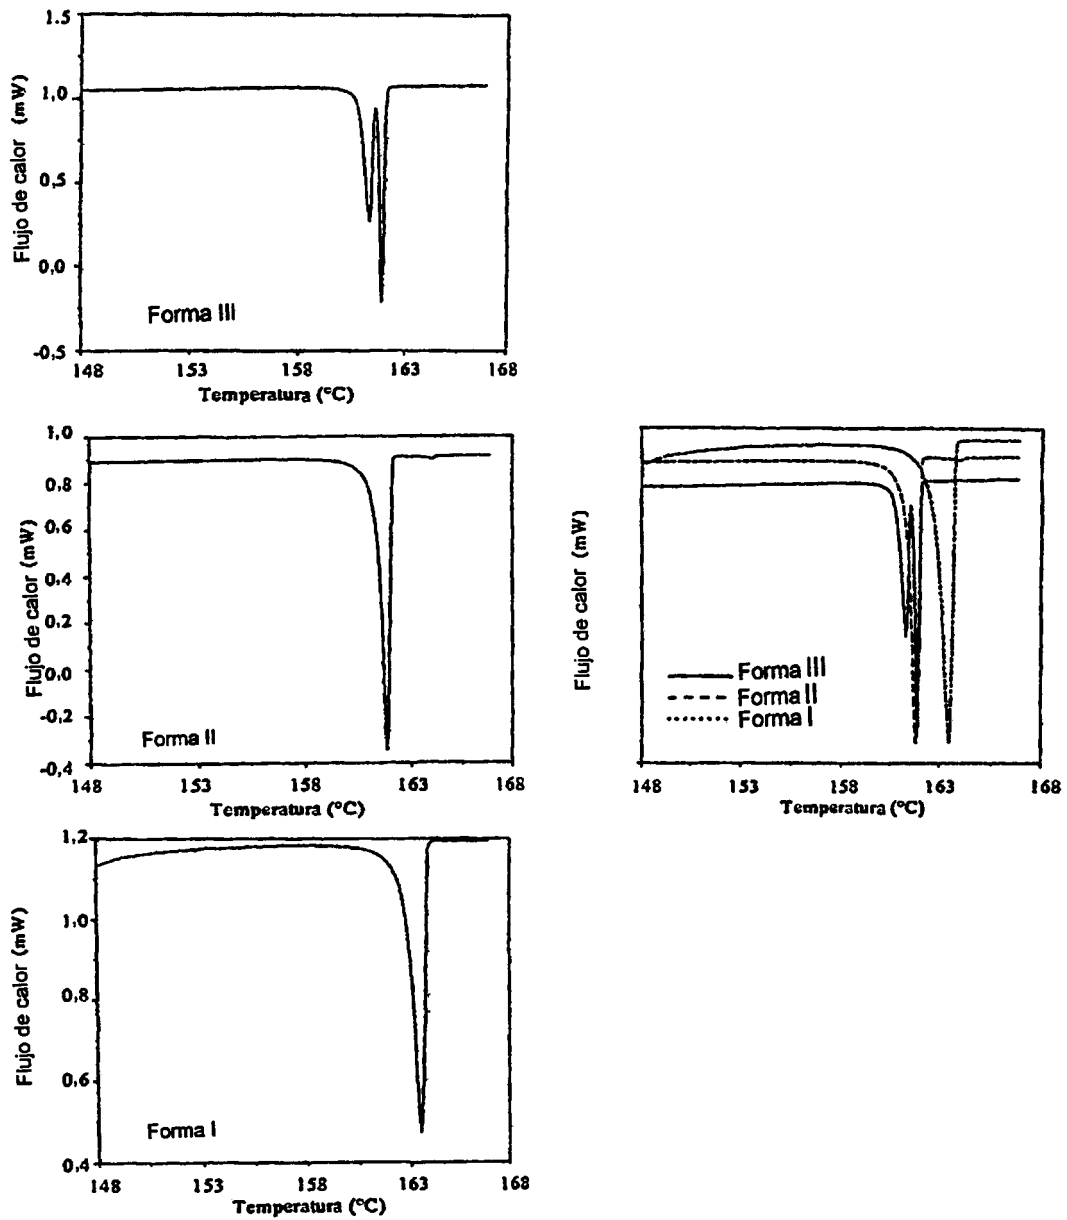 1.5
1,0
0,5
0,0
-0,5
Flujo de calor (mW)
Forma III
148 153 158 163 168
Temperatura (°C)
1,0
0,8
0,6
0,4
0,2
0.0
-0,2
-0,4
Flujo de calor (mW)
Forma II
148 153 158 163 168
Temperatura (°C)
Flujo de calor (mW)
Forma III
Forma II
Forma I
148 153 158 163 168
Temperatura (°C)
1.2
1.0
0.8
0.6
0.4
Flujo de calor (mW)
Forma I
148 153 158 163 168
Temperatura (°C)